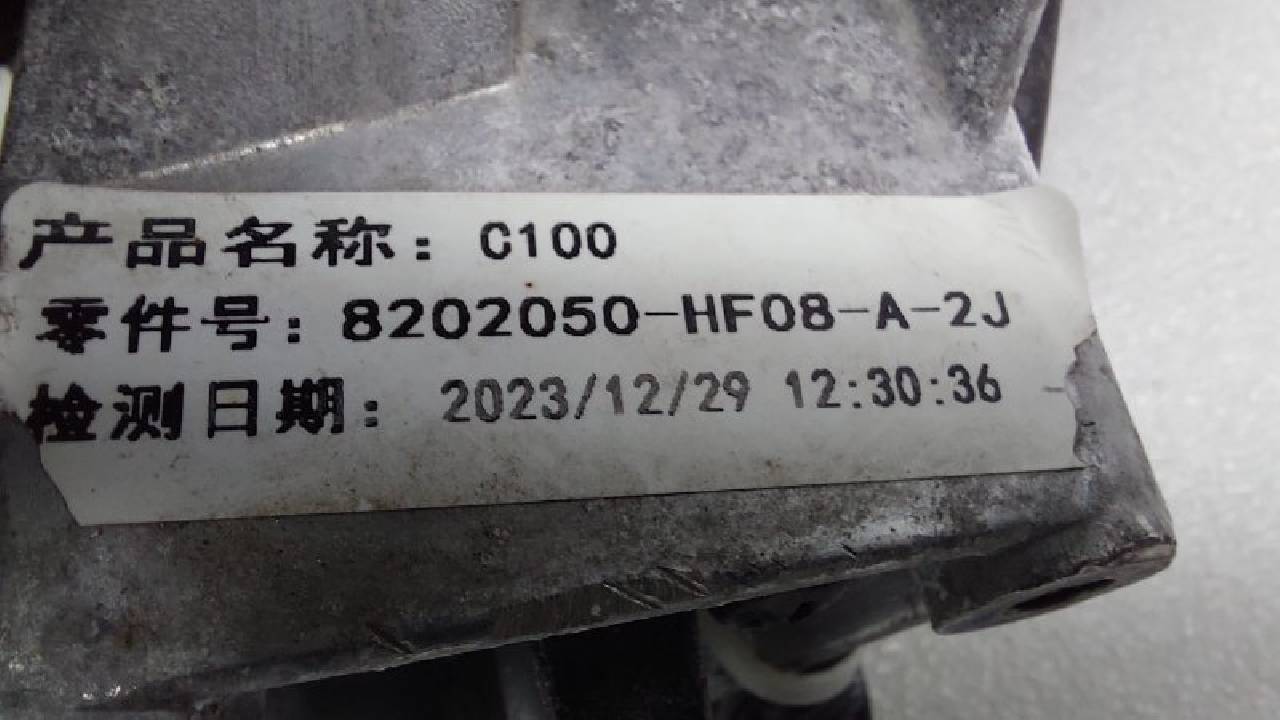 产品名称：C100
零件号：8202050-HF08-A-2J
检测日期：2023/12/29 12:30:36